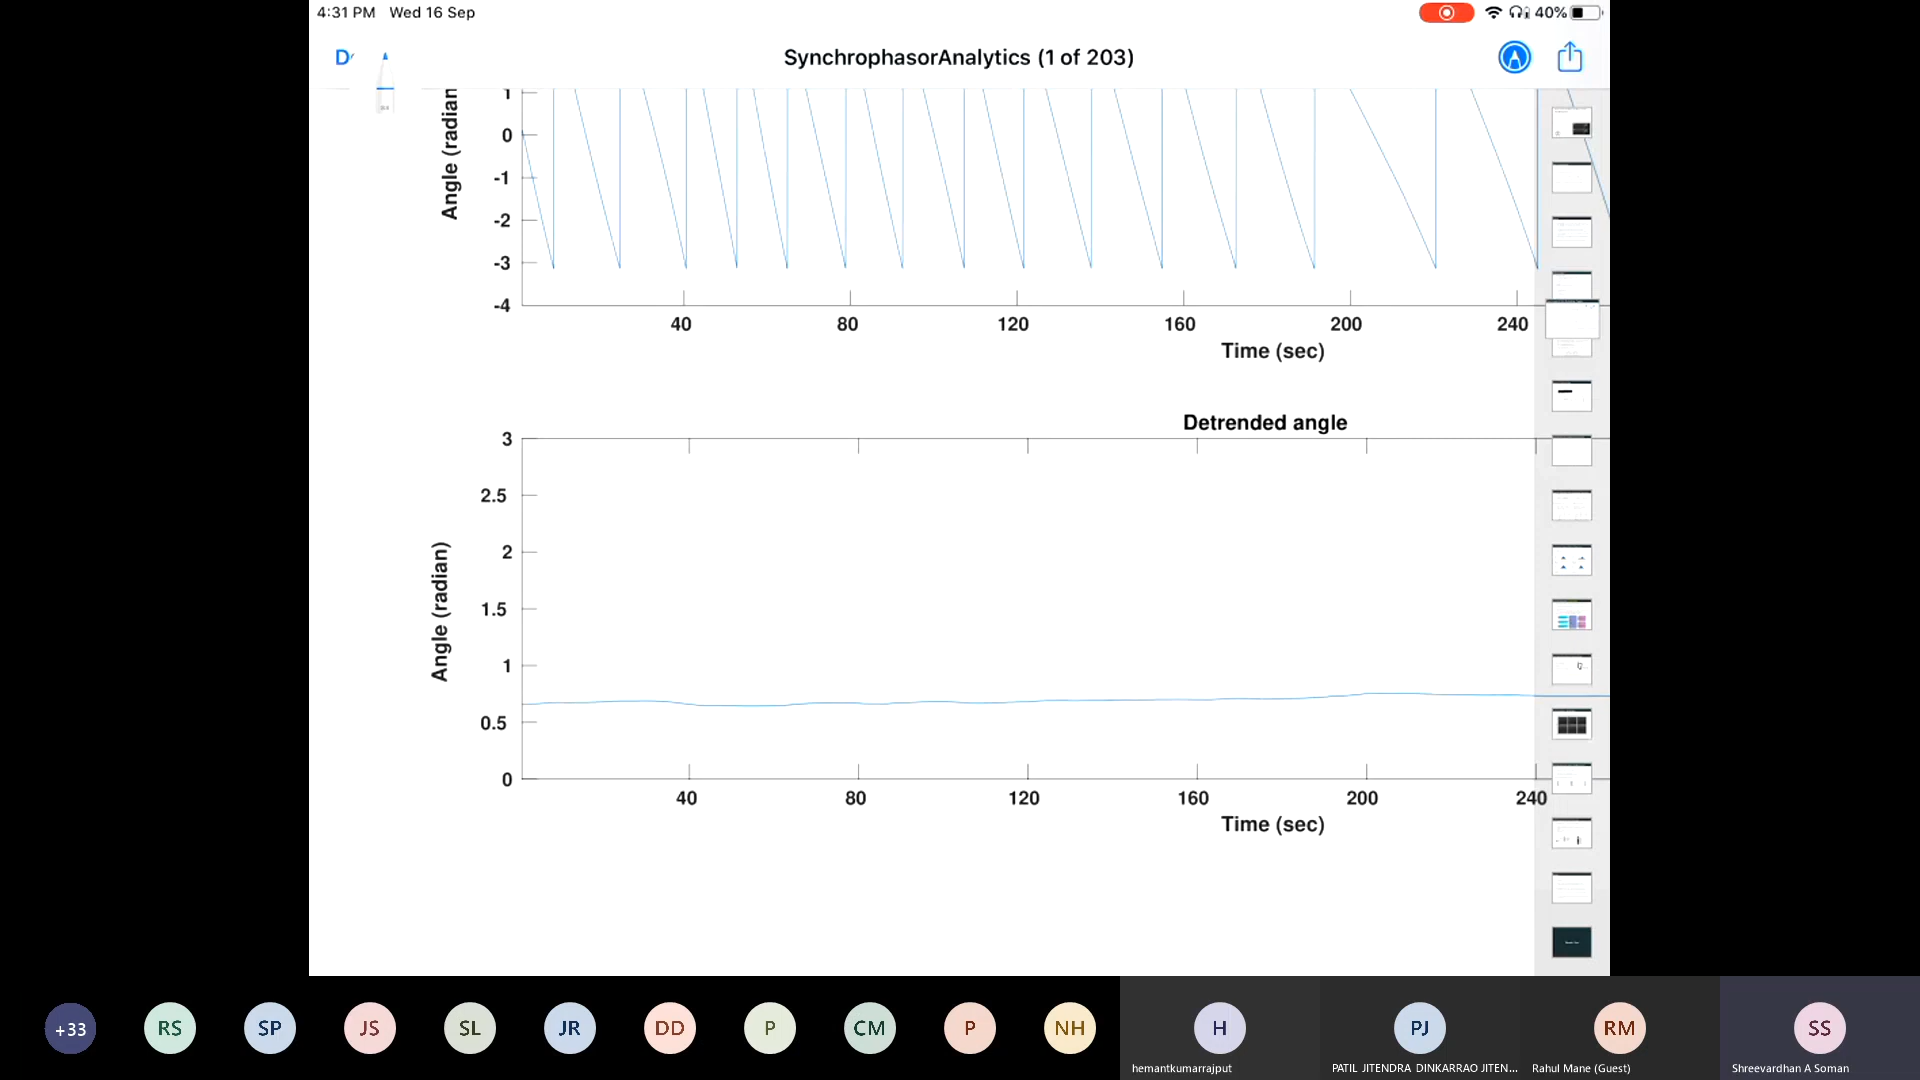 4:31 PM Wed 16 Sep
40%
SynchrophasorAnalytics (1 of 203)
Angle (radian
1
0
-1
-2
-3
-4
40 80 120 160 200 240
Time (sec)
Detrended angle
Angle (radian)
3
2.5
2
1.5
1
0.5
0
40 80 120 160 200 240
Time (sec)
+33 RS SP JS SL JR DD P CM P NH H PJ RM SS
hemantkumarrajput PATIL JITENDRA DINKARRAO JITEN... Rahul Mane (Guest) Shreevardhan A Soman